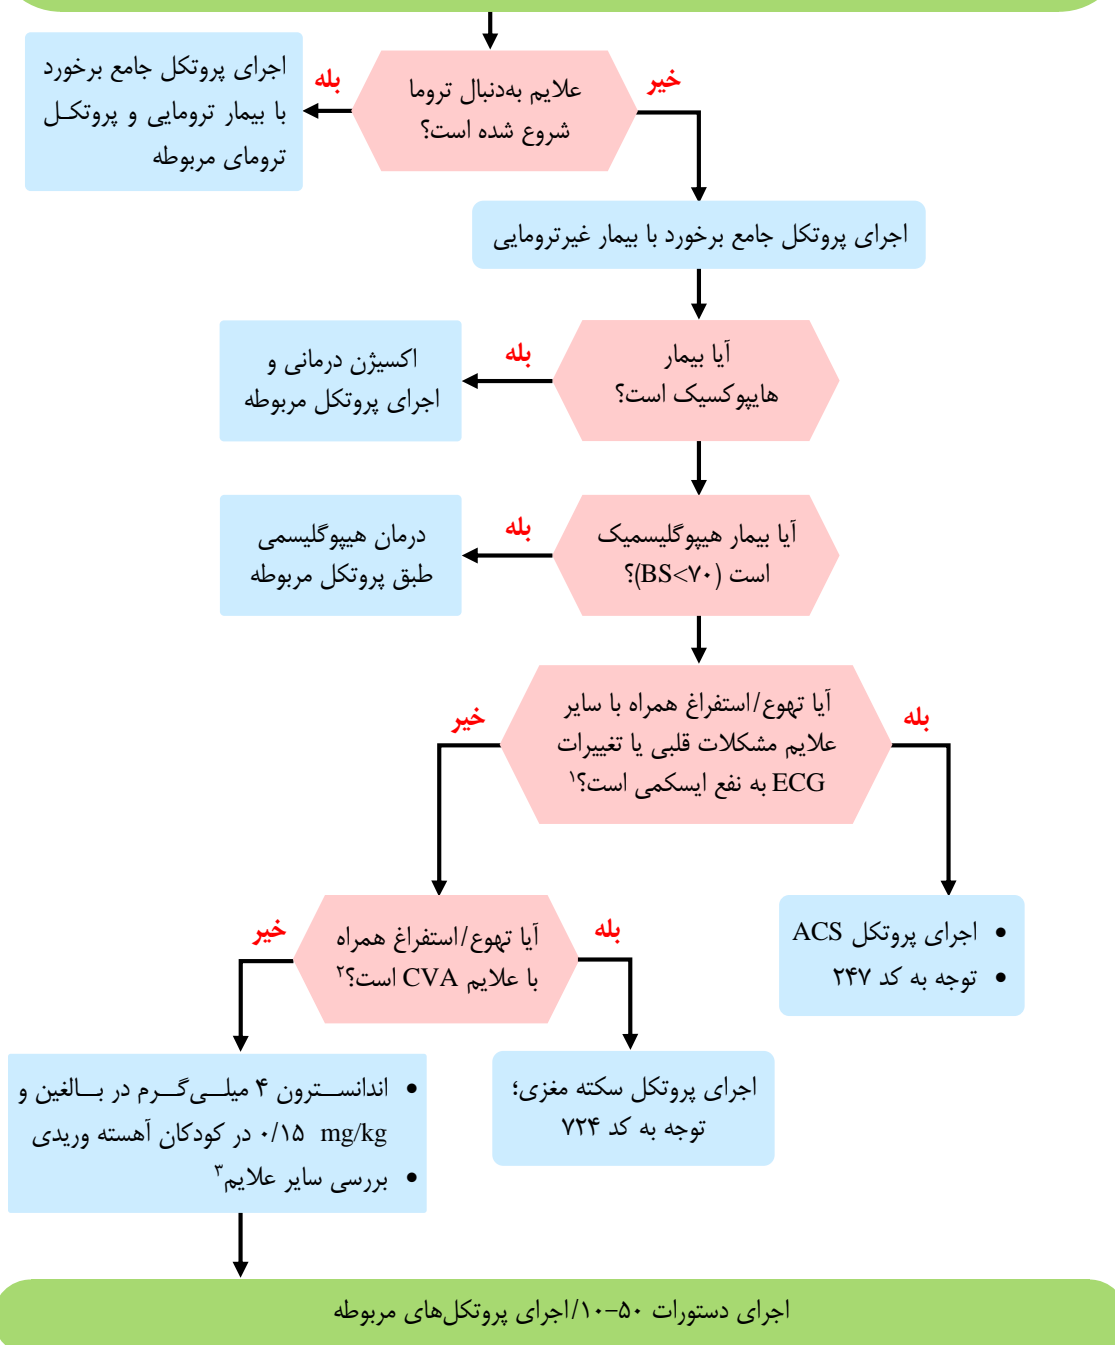 علایم به‌دنبال تروما
شروع شده است؟
بله
خیر
اجرای پروتکل جامع برخورد
با بیمار ترومایی و پروتکل
ترومای مربوطه
اجرای پروتکل جامع برخورد با بیمار غیرترومایی
آیا بیمار
هایپوکسیک است؟
بله
اکسیژن درمانی و
اجرای پروتکل مربوطه
آیا بیمار هیپوگلیسمیک
است (BS<۷۰)؟
بله
درمان هیپوگلیسمی
طبق پروتکل مربوطه
آیا تهوع/استفراغ همراه با سایر
علایم مشکلات قلبی یا تغییرات
ECG به نفع ایسکمی است؟۱
بله
خیر
• اجرای پروتکل ACS
• توجه به کد ۲۴۷
آیا تهوع/استفراغ همراه
با علایم CVA است؟۲
بله
خیر
اجرای پروتکل سکته مغزی؛
توجه به کد ۷۲۴
• اندانسترون ۴ میلی‌گرم در بالغین و
۰/۱۵ mg/kg در کودکان آهسته وریدی
• بررسی سایر علایم۳
اجرای دستورات ۵۰-۱۰/اجرای پروتکل‌های مربوطه